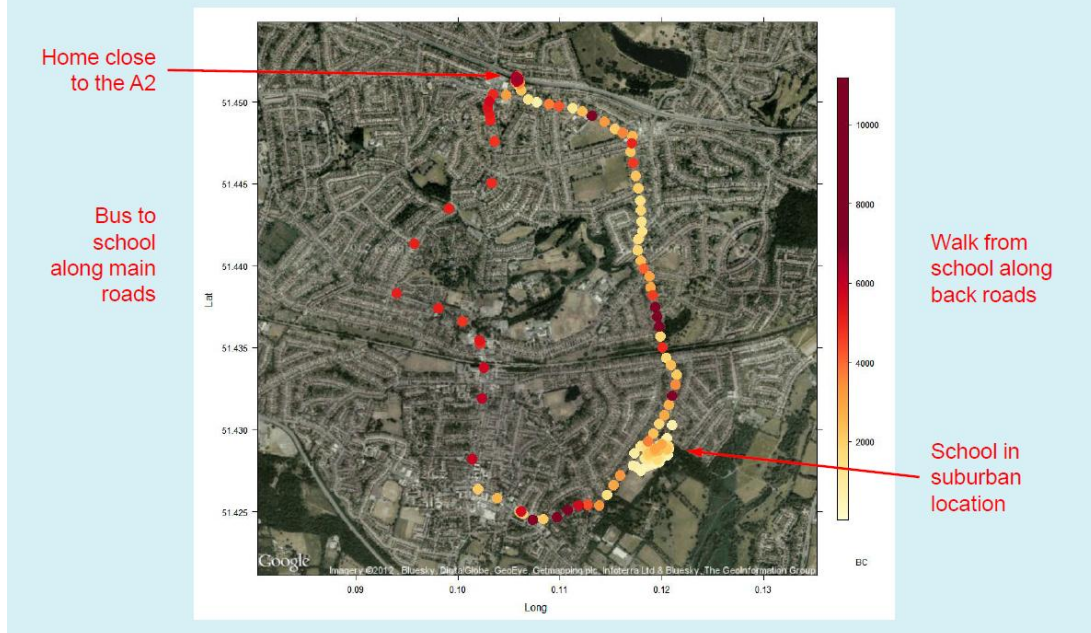 Home close
to the A2
Bus to
school
along main
roads
Lat
51.450
51.445
51.440
51.435
51.430
51.425
Google
Imagery ©2012 , Bluesky, DigitalGlobe, GeoEye, Getmapping plc, Infoterra Ltd & Bluesky, The GeoInformation Group
0.09
0.10
0.11
0.12
0.13
Long
10000
8000
6000
4000
2000
BC
Walk from
school along
back roads
School in
suburban
location